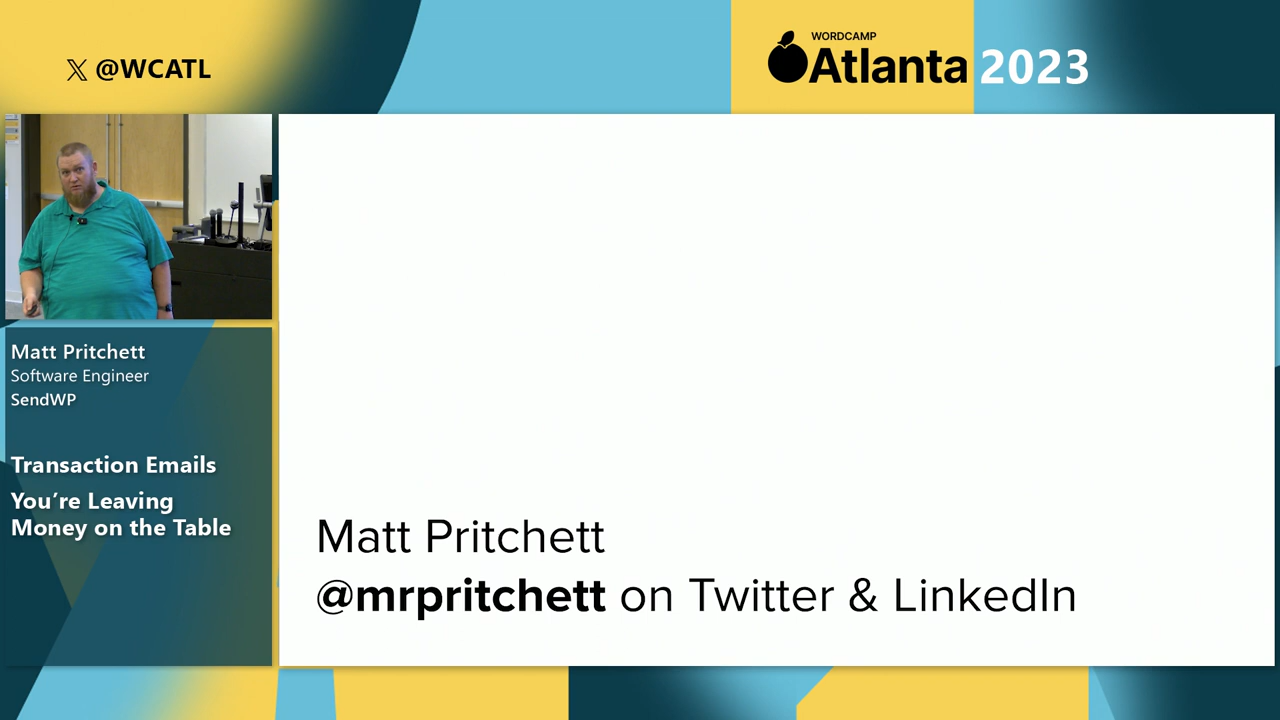 𝕏 @WCATL
WORDCAMP
Atlanta 2023
Matt Pritchett
Software Engineer
SendWP
Transaction Emails
You’re Leaving
Money on the Table
Matt Pritchett
@mrpritchett on Twitter & LinkedIn